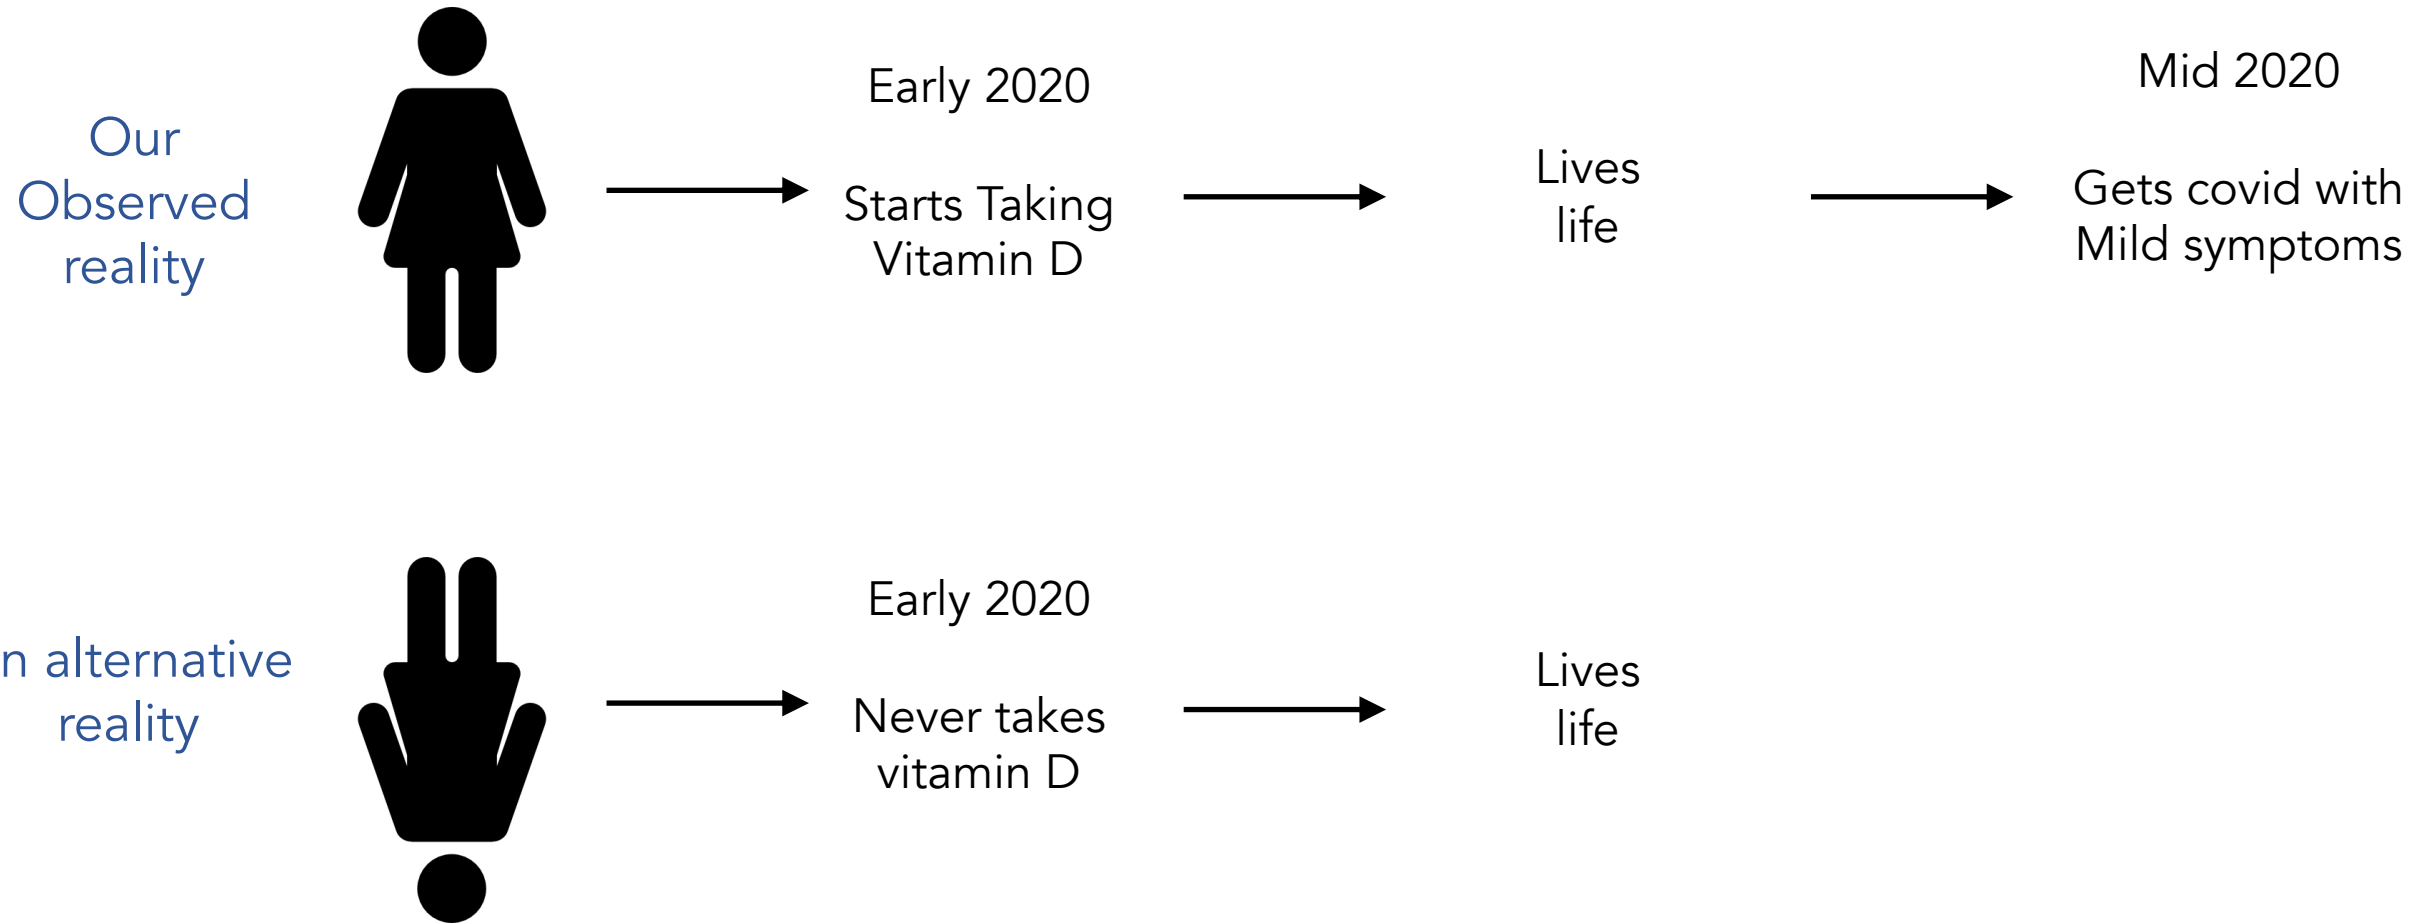 Our
Observed
reality
Early 2020
Starts Taking
Vitamin D
Lives
life
Mid 2020
Gets covid with
Mild symptoms
n alternative
reality
Early 2020
Never takes
vitamin D
Lives
life